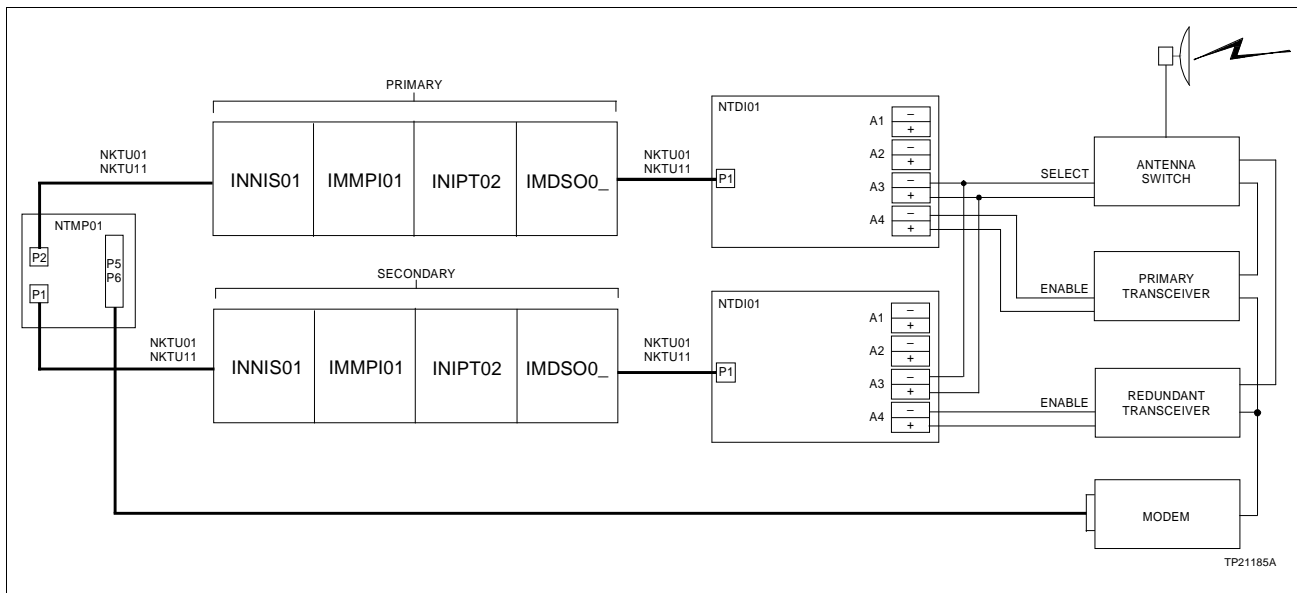 PRIMARY
NKTU01
NKTU11
INNIS01
IMMPI01
INIPT02
IMDSO0_
NKTU01
NKTU11
NTDI01
P1
A1
–
+
A2
–
+
A3
–
+
A4
–
+
SELECT
ENABLE
ANTENNA
SWITCH
PRIMARY
TRANSCEIVER
NTMP01
P2
P1
P5
P6
SECONDARY
NKTU01
NKTU11
INNIS01
IMMPI01
INIPT02
IMDSO0_
NKTU01
NKTU11
NTDI01
P1
A1
–
+
A2
–
+
A3
–
+
A4
–
+
ENABLE
REDUNDANT
TRANSCEIVER
MODEM
TP21185A